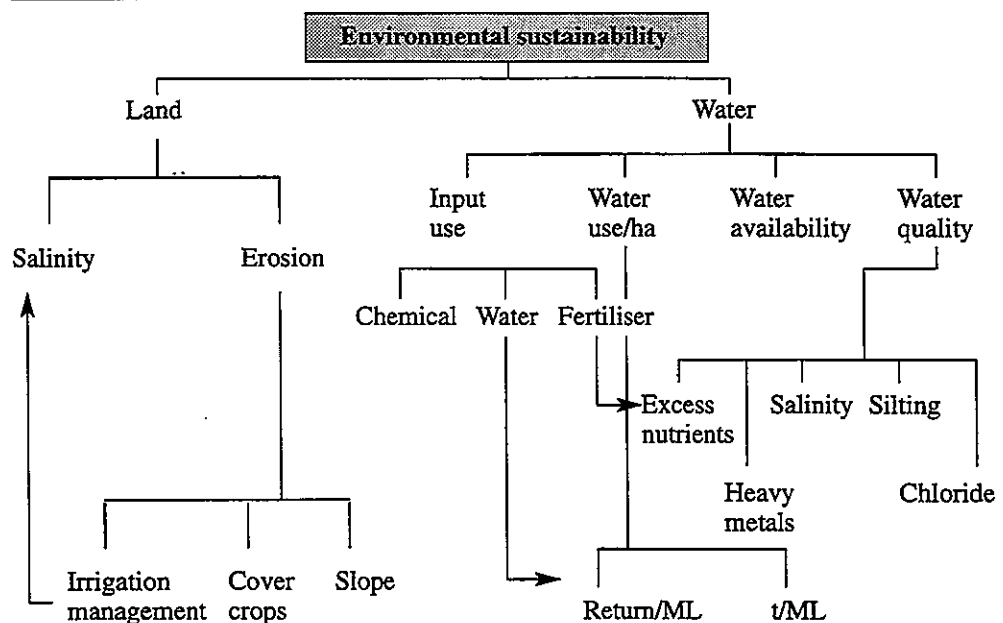 Environmental sustainability
Land
Water
Input
use
Water
use/ha
Water
availability
Water
quality
Salinity
Erosion
Chemical
Water
Fertiliser
Excess
nutrients
Salinity
Silting
Heavy
metals
Chloride
Irrigation
management
Cover
crops
Slope
Return/ML
t/ML